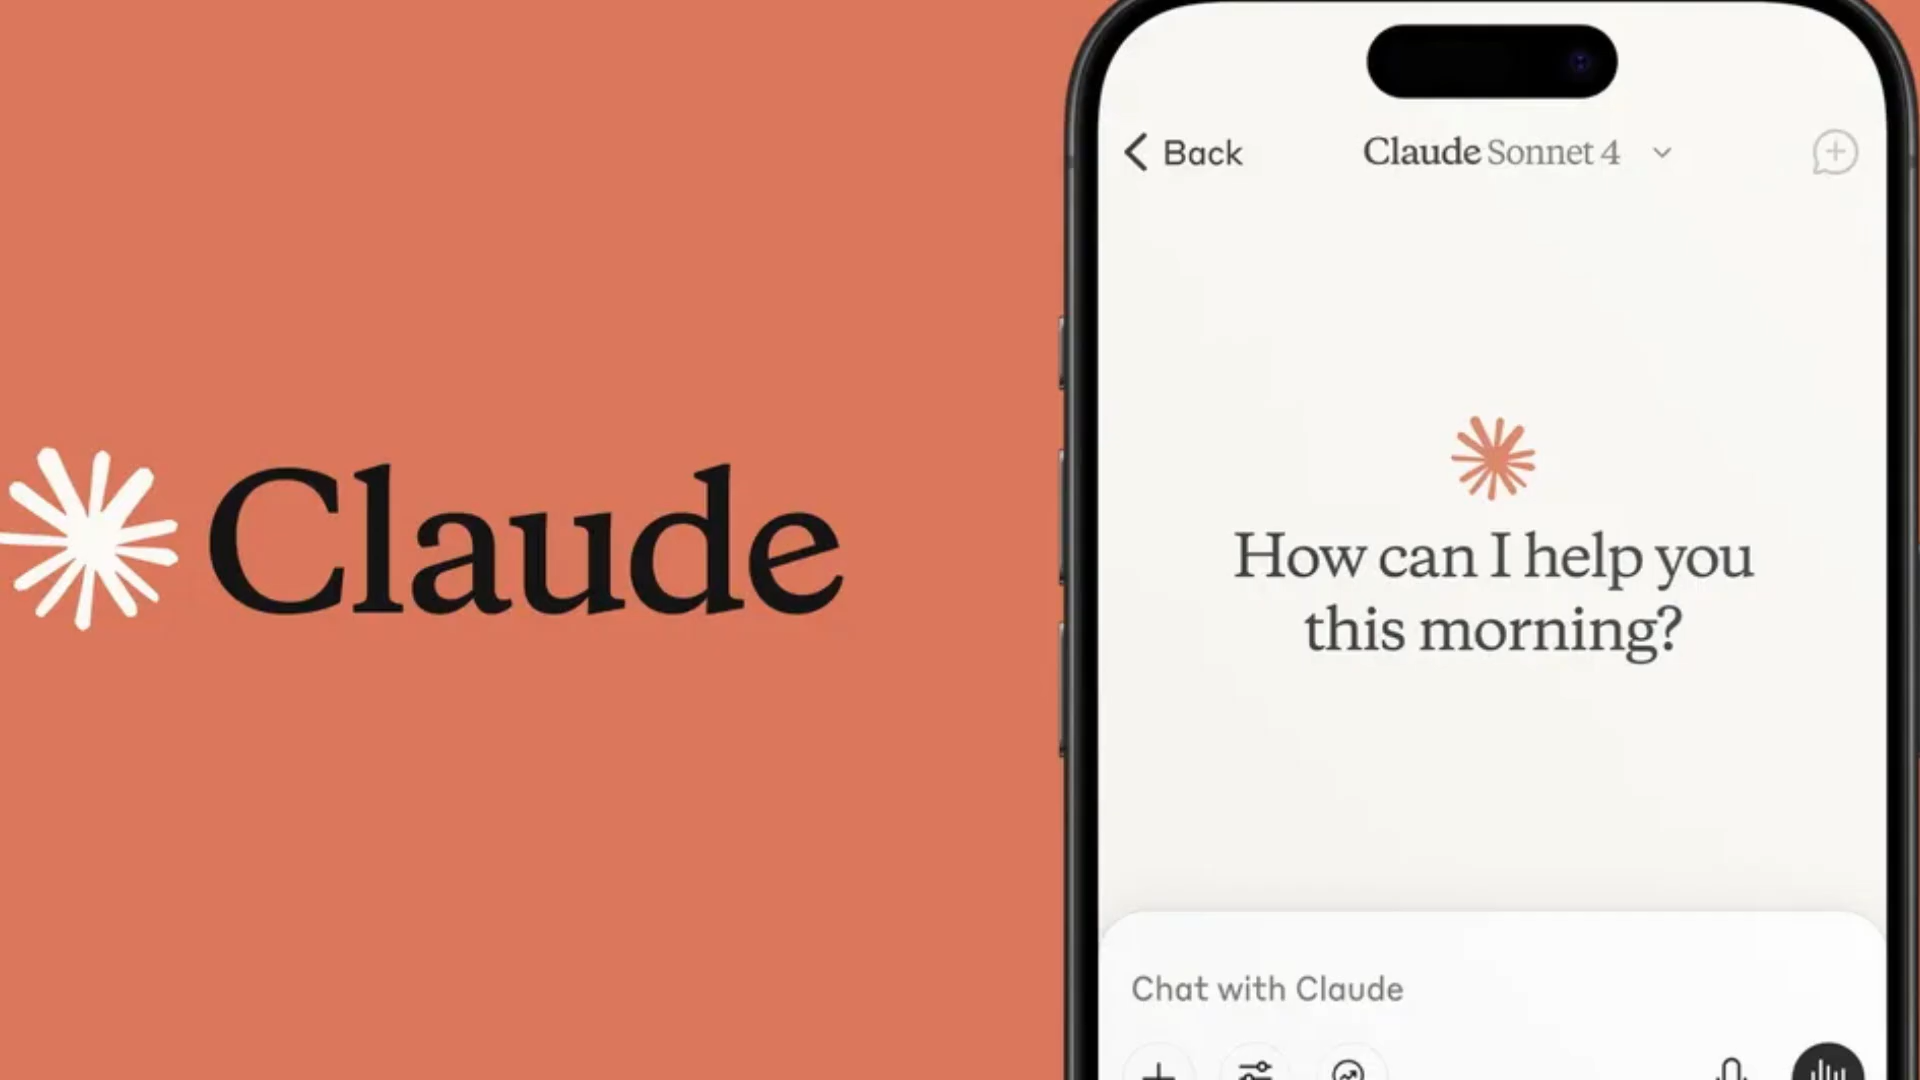 Claude
Back
Claude Sonnet 4
How can I help you
this morning?
Chat with Claude